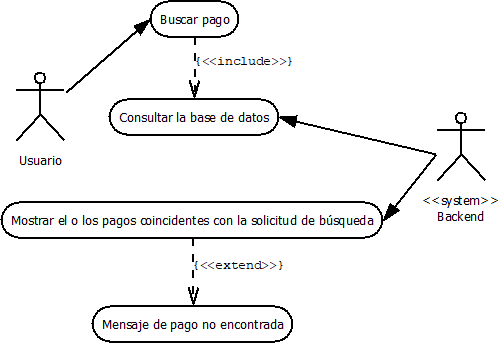 Buscar pago
{<<include>>}
Consultar la base de datos
Usuario
<<system>>
Backend
Mostrar el o los pagos coincidentes con la solicitud de búsqueda
{<<extend>>}
Mensaje de pago no encontrada